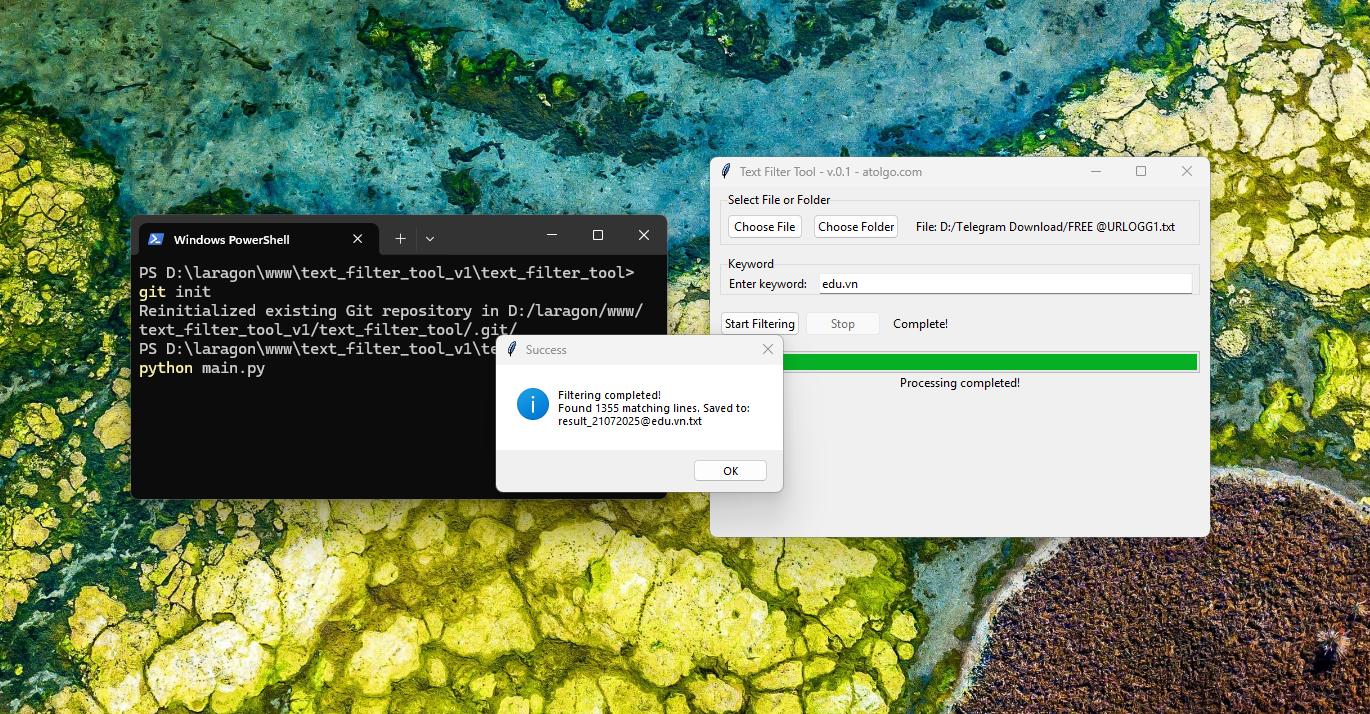 Windows PowerShell
PS D:\laragon\www\text_filter_tool_v1\text_filter_tool>
git init
Reinitialized existing Git repository in D:/laragon/www/
text_filter_tool_v1/text_filter_tool/.git/
PS D:\laragon\www\text_filter_tool_v1\te
python main.py
Text Filter Tool - v.0.1 - atolgo.com
Select File or Folder
Choose File Choose Folder File: D:/Telegram Download/FREE @URLOGG1.txt
Keyword
Enter keyword: edu.vn
Start Filtering Stop Complete!
Processing completed!
Success
Filtering completed!
Found 1355 matching lines. Saved to:
result_21072025@edu.vn.txt
OK